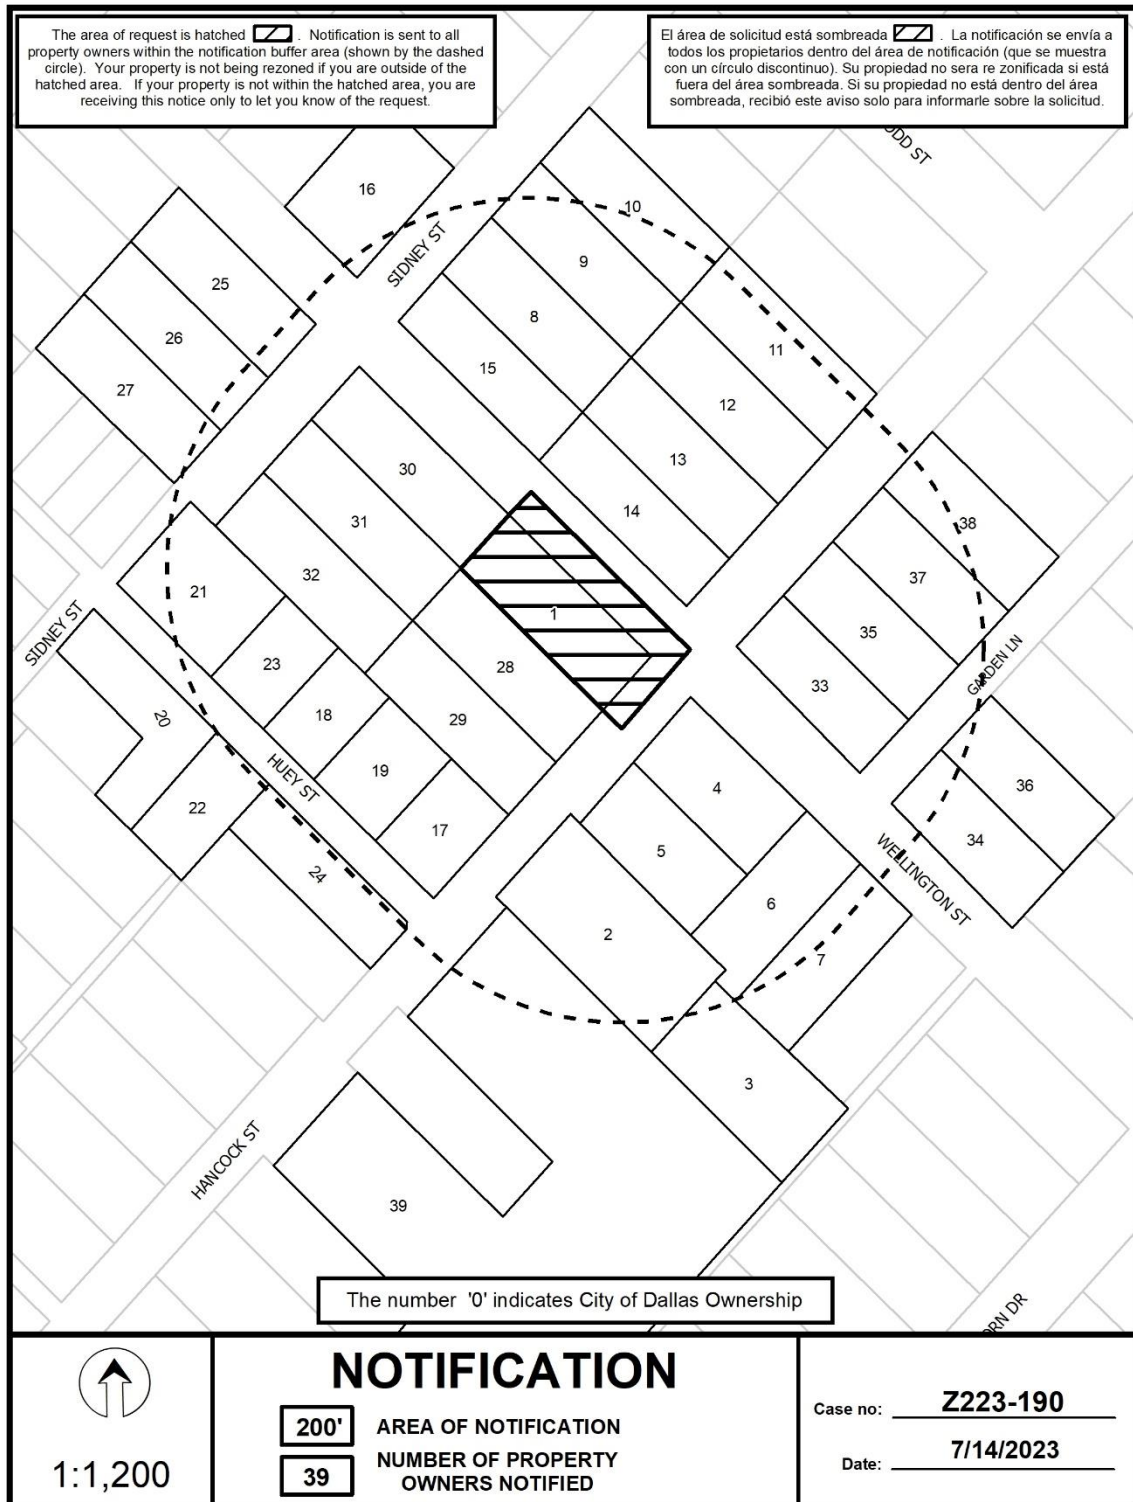 The area of request is hatched . Notification is sent to all
property owners within the notification buffer area (shown by the dashed
circle). Your property is not being rezoned if you are outside of the
hatched area. If your property is not within the hatched area, you are
receiving this notice only to let you know of the request.
El área de solicitud está sombreada . La notificación se envía a
todos los propietarios dentro del área de notificación (que se muestra
con un círculo discontinuo). Su propiedad no sera re zonificada si está
fuera del área sombreada. Si su propiedad no está dentro del área
sombreada, recibió este aviso solo para informarle sobre la solicitud.
ODD ST
16
10
SIDNEY ST
9
25
8
26
11
15
27
12
30
13
14
31
38
32
37
21
1
35
SIDNEY ST
23
28
GARDEN LN
33
18
20
29
19
HUEY ST
4
36
22
17
34
5
WELLINGTON ST
24
6
2
7
3
HANCOCK ST
39
The number '0' indicates City of Dallas Ownership
ORN DR
1:1,200
NOTIFICATION
200' AREA OF NOTIFICATION
39 NUMBER OF PROPERTY
OWNERS NOTIFIED
Case no: Z223-190
Date: 7/14/2023